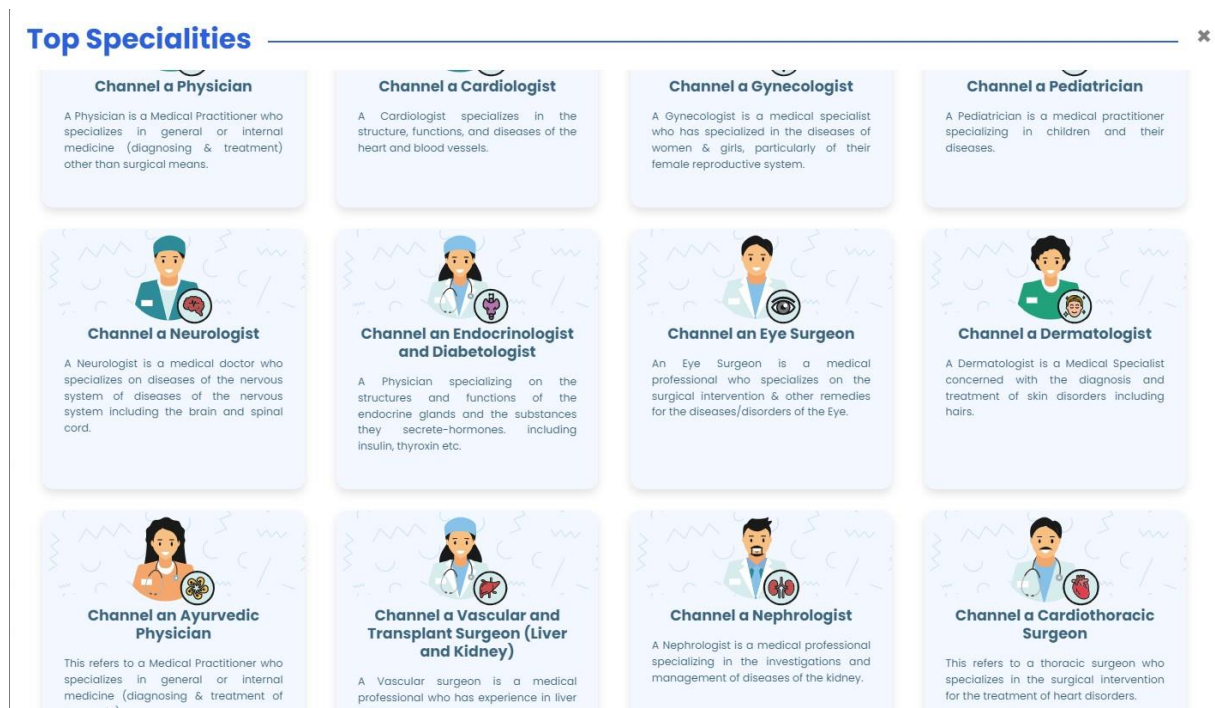 Top Specialities
Channel a Physician
A Physician is a Medical Practitioner who
specializes in general or internal
medicine (diagnosing & treatment)
other than surgical means.
Channel a Cardiologist
A Cardiologist specializes in the
structure, functions, and diseases of the
heart and blood vessels.
Channel a Gynecologist
A Gynecologist is a medical specialist
who has specialized in the diseases of
women & girls, particularly of their
female reproductive system.
Channel a Pediatrician
A Pediatrician is a medical practitioner
specializing in children and their
diseases.
Channel a Neurologist
A Neurologist is a medical doctor who
specializes on diseases of the nervous
system of diseases of the nervous
system including the brain and spinal
cord.
Channel an Endocrinologist
and Diabetologist
A Physician specializing on the
structures and functions of the
endocrine glands and the substances
they secrete-hormones. including
insulin, thyroxin etc.
Channel an Eye Surgeon
An Eye Surgeon is a medical
professional who specializes on the
surgical intervention & other remedies
for the diseases/disorders of the Eye.
Channel a Dermatologist
A Dermatologist is a Medical Specialist
concerned with the diagnosis and
treatment of skin disorders including
hairs.
Channel an Ayurvedic
Physician
This refers to a Medical Practitioner who
specializes in general or internal
medicine (diagnosing & treatment of
Channel a Vascular and
Transplant Surgeon (Liver
and Kidney)
A Vascular surgeon is a medical
professional who has experience in liver
Channel a Nephrologist
A Nephrologist is a medical professional
specializing in the investigations and
management of diseases of the kidney.
Channel a Cardiothoracic
Surgeon
This refers to a thoracic surgeon who
specializes in the surgical intervention
for the treatment of heart disorders.